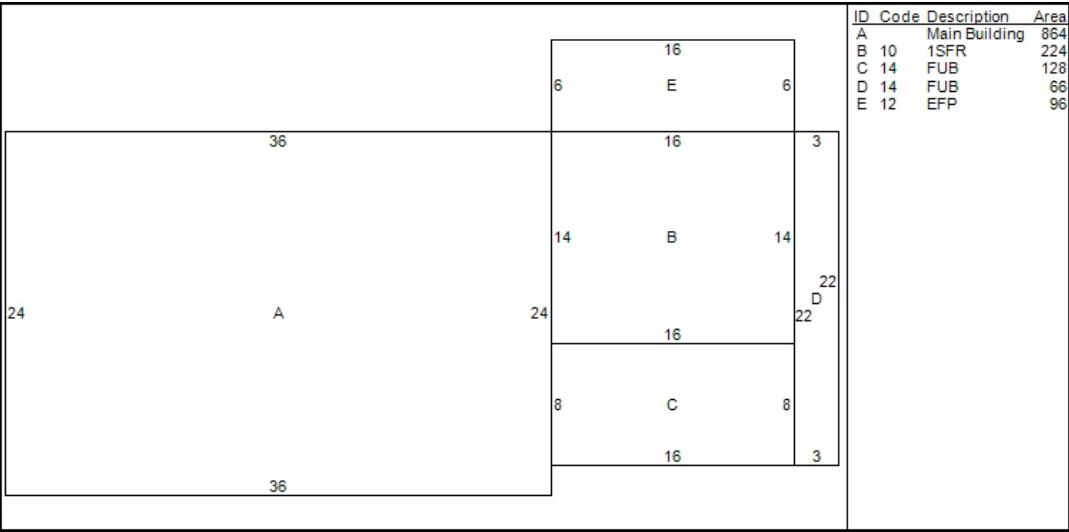 ID Code Description Area
A Main Building 864
B 10 1SFR 224
C 14 FUB 128
D 14 FUB 66
E 12 EFP 96
16
6 E 6
36 16 3
14 B 14
22
D
24 A 24 22
16
8 C 8
16 3
36